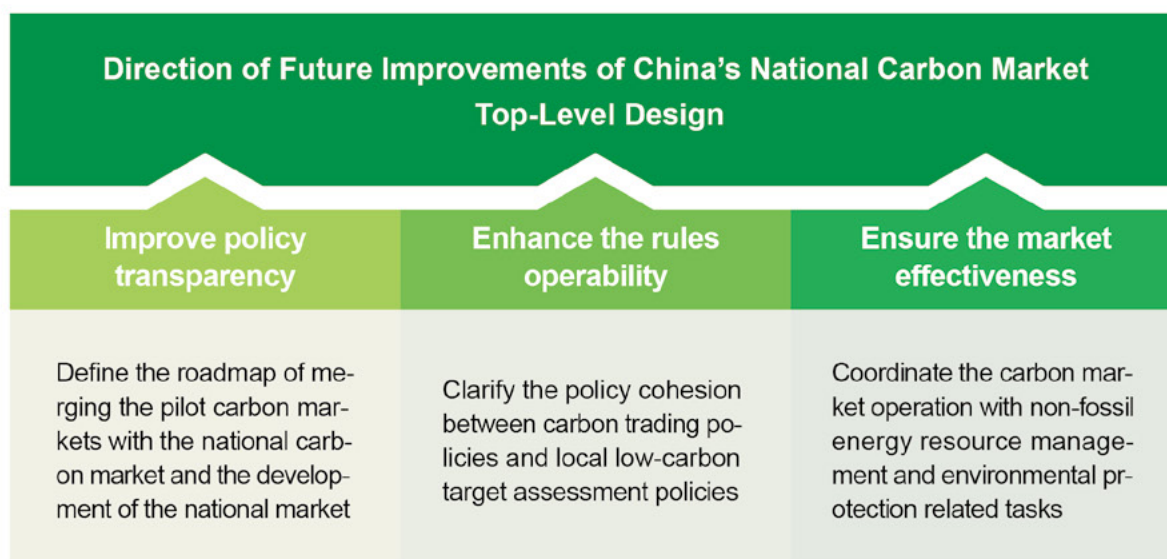 Direction of Future Improvements of China's National Carbon Market
Top-Level Design
Improve policy
transparency
Define the roadmap of me-
rging the pilot carbon mar-
kets with the national carb-
on market and the develop-
ment of the national market
Enhance the rules
operability
Clarify the policy cohesion
between carbon trading po-
licies and local low-carbon
target assessment policies
Ensure the market
effectiveness
Coordinate the carbon mar-
ket operation with non-fossil
energy resource manage-
ment and environmental pr-
otection related tasks